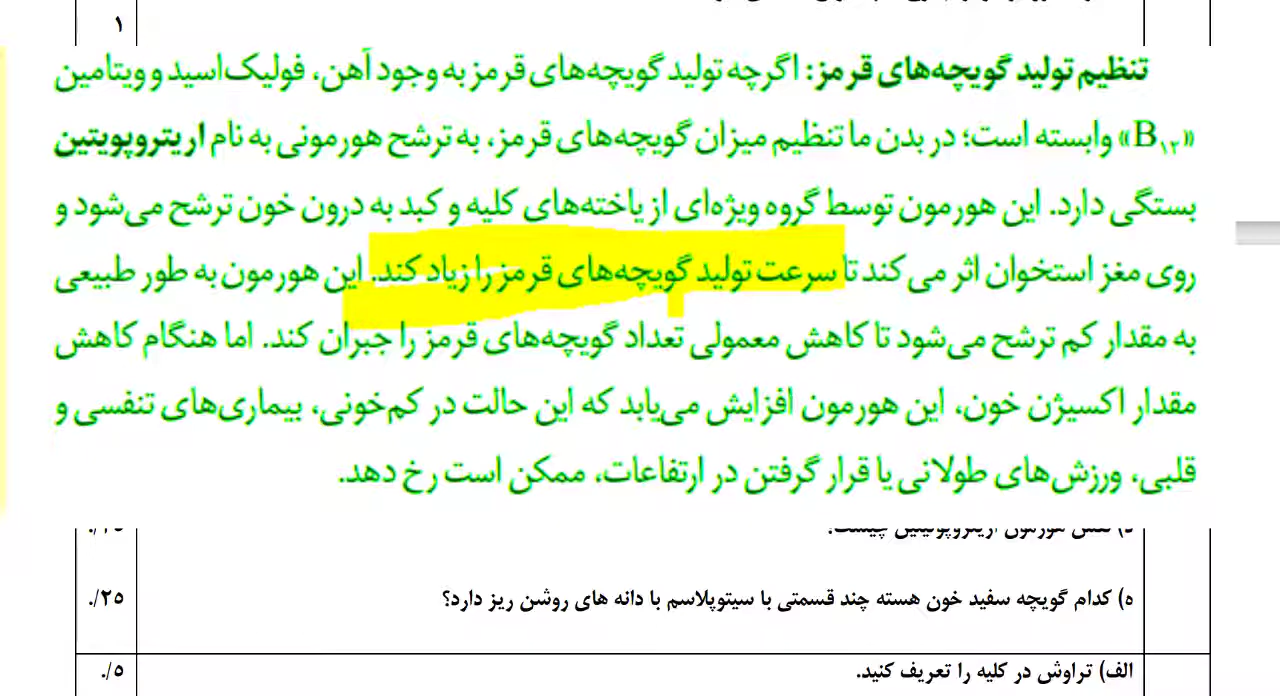 ۱
تنظیم تولید گویچه‌های قرمز: اگرچه تولید گویچه‌های قرمز به وجود آهن، فولیک‌اسید و ویتامین
«B۱۲» وابسته است؛ در بدن ما تنظیم میزان گویچه‌های قرمز، به ترشح هورمونی به نام اریتروپویتین
بستگی دارد. این هورمون توسط گروه ویژه‌ای از یاخته‌های کلیه و کبد به درون خون ترشح می‌شود و
روی مغز استخوان اثر می کند تا سرعت تولید گویچه‌های قرمز را زیاد کند. این هورمون به طور طبیعی
به مقدار کم ترشح می‌شود تا کاهش معمولی تعداد گویچه‌های قرمز را جبران کند. اما هنگام کاهش
مقدار اکسیژن خون، این هورمون افزایش می‌یابد که این حالت در کم‌خونی، بیماری‌های تنفسی و
قلبی، ورزش‌های طولانی یا قرار گرفتن در ارتفاعات، ممکن است رخ دهد.
د) نقش هورمون اریتروپویتین چیست؟
ه) کدام گویچه سفید خون هسته چند قسمتی با سیتوپلاسم با دانه های روشن ریز دارد؟ ۲۵/.
الف) تراوش در کلیه را تعریف کنید. ۵/.